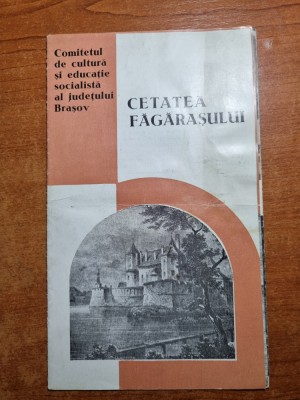 Comitetul
de cultură
și educație
socialistă
al județului
Brașov
CETATEA
FĂGĂRAȘULUI